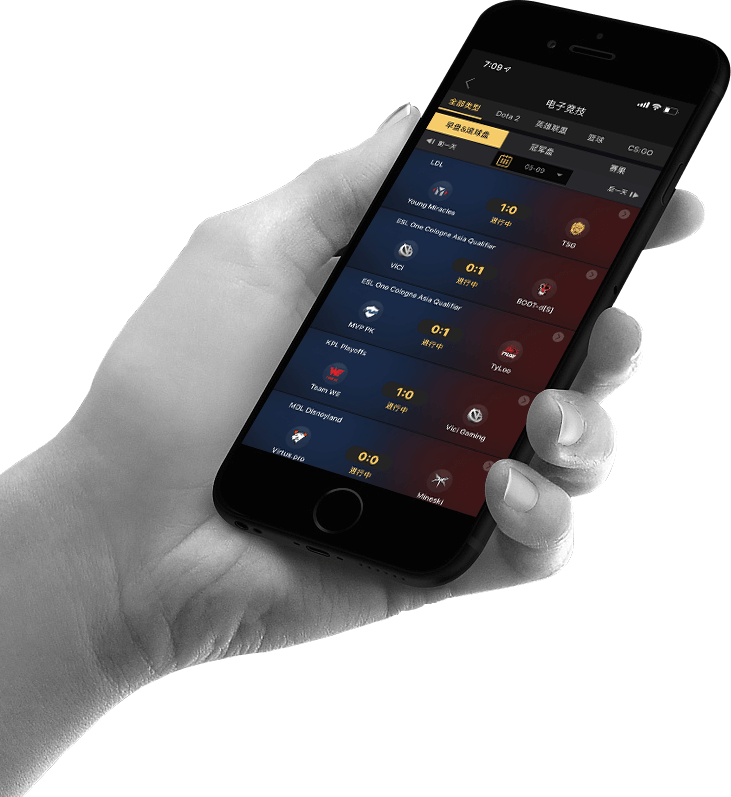 7:09
电子竞技
全部类型 Dota 2 英雄联盟 篮球 CS:GO
早盘&滚球盘 冠军盘 赛果
前一天 05-09 后一天
LDL
Young Miracles 1:0 进行中 TSG
ESL One Cologne Asia Qualifier
VICI 0:1 进行中 BOOT-d[S]
ESL One Cologne Asia Qualifier
MVP PK 0:1 进行中 TyLoo
KPL Playoffs
Team WE 1:0 进行中 Vici Gaming
MDL Disneyland
Virtus.pro 0:0 进行中 Mineski